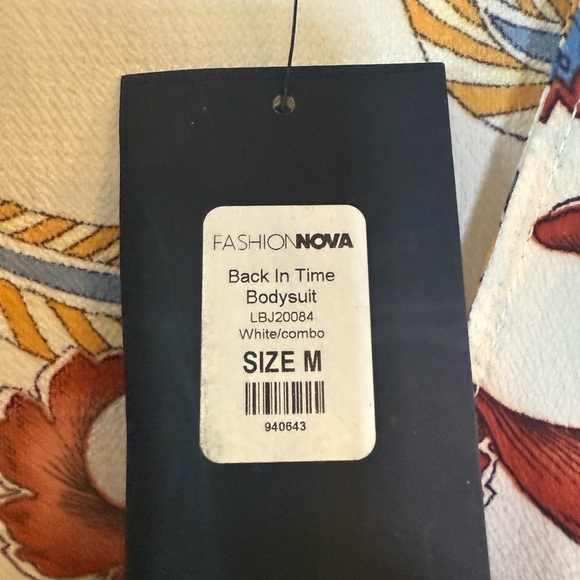 FASHIONNOVA
Back In Time
Bodysuit
LBJ20084
White/combo
SIZE M
940643